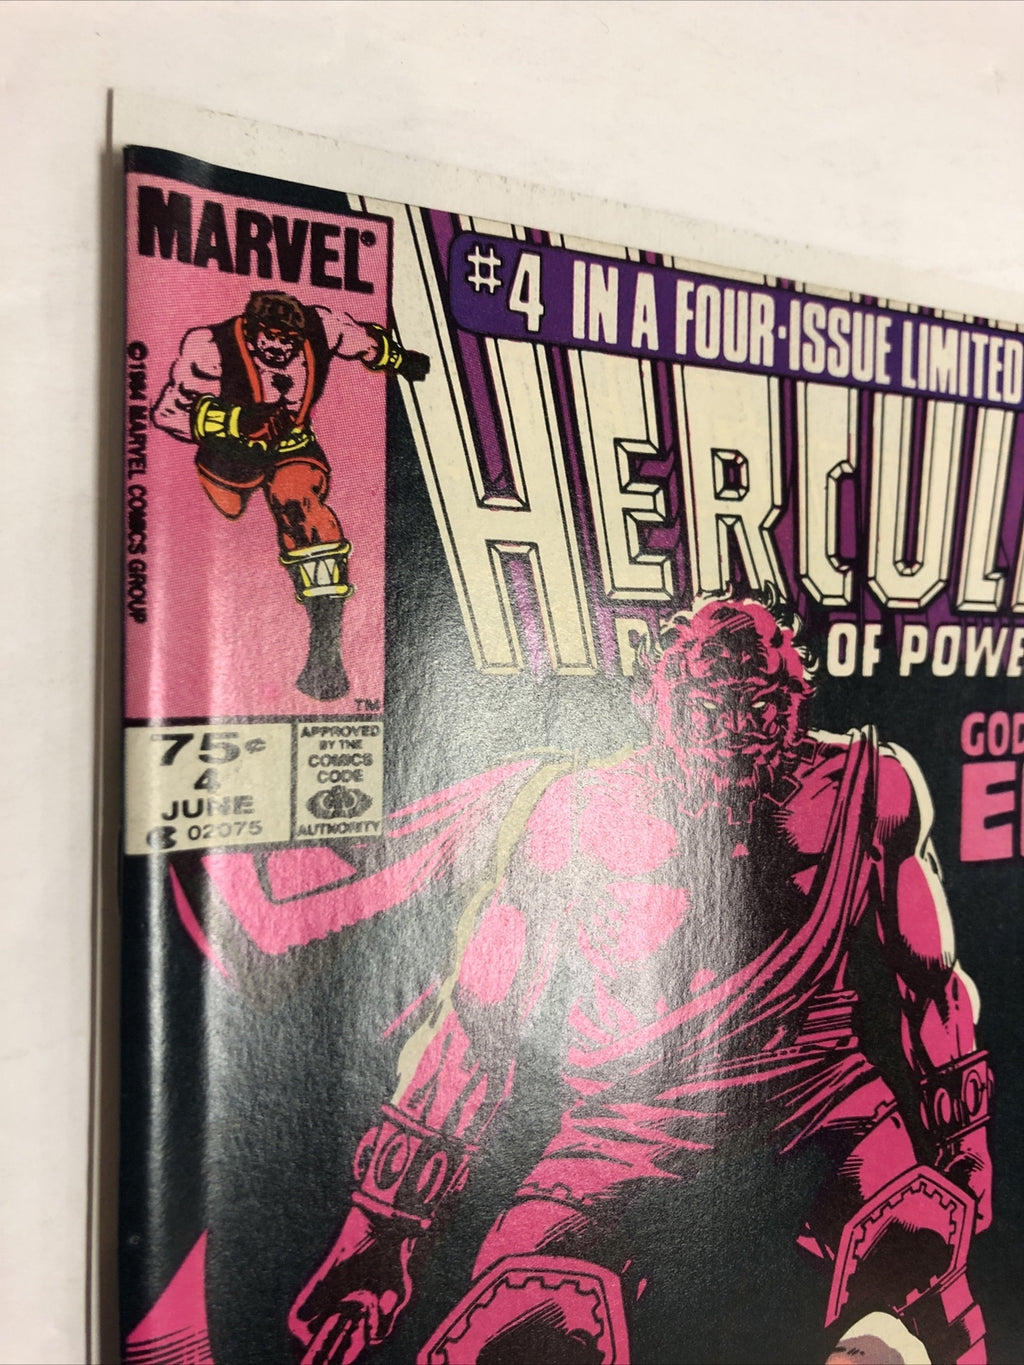 MARVEL®
#4 IN A FOUR-ISSUE LIMITED
HERCUL
OF POWE
©1984 MARVEL COMICS GROUP
TM
75¢
4
JUNE
02075
APPROVED
BY THE
COMICS
CODE
AUTHORITY
GOD